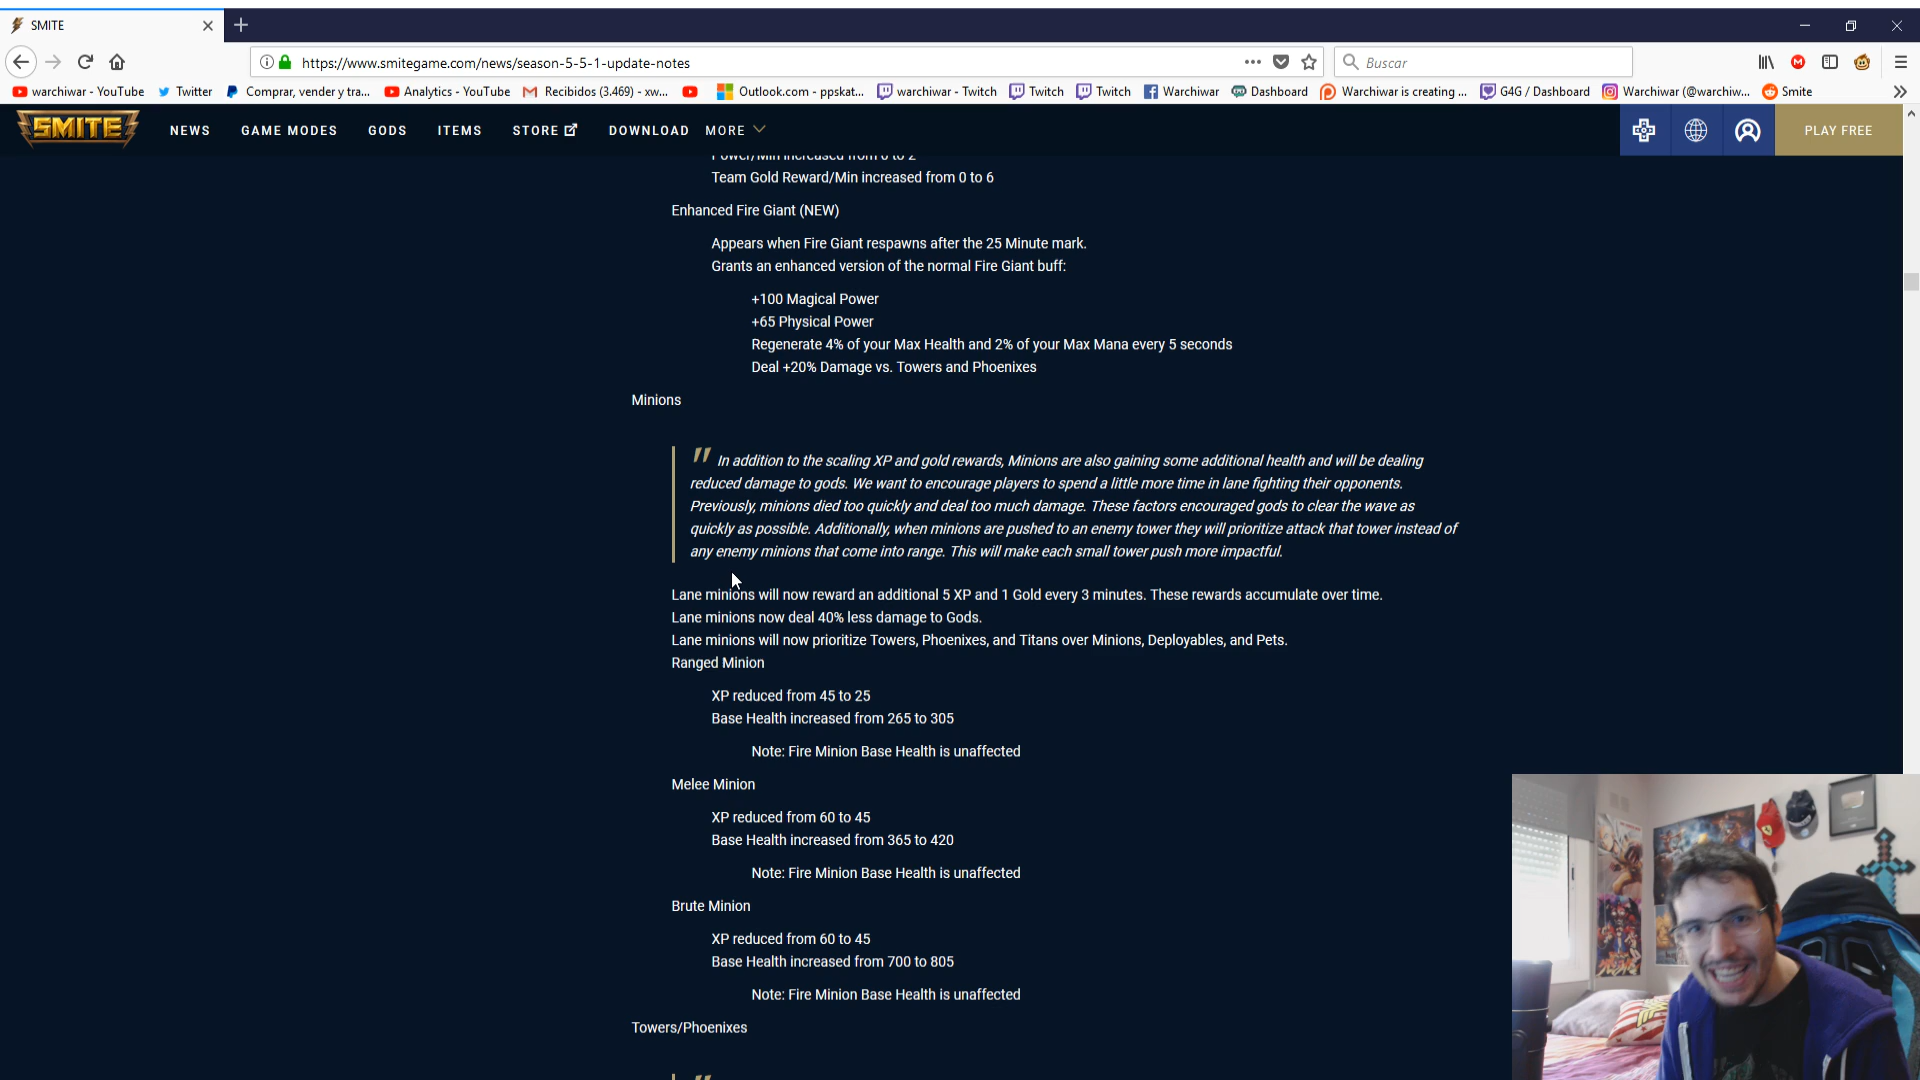 SMITE
https://www.smitegame.com/news/season-5-5-1-update-notes
Buscar
warchiwar - YouTube
Twitter
Comprar, vender y tra...
Analytics - YouTube
Recibidos (3.469) - xw...
Outlook.com - ppskat...
warchiwar - Twitch
Twitch
Twitch
Warchiwar
Dashboard
Warchiwar is creating ...
G4G / Dashboard
Warchiwar (@warchiw...
Smite
SMITE
NEWS
GAME MODES
GODS
ITEMS
STORE
DOWNLOAD
MORE
PLAY FREE
Power/Min increased from 0 to 2
Team Gold Reward/Min increased from 0 to 6
Enhanced Fire Giant (NEW)
Appears when Fire Giant respawns after the 25 Minute mark.
Grants an enhanced version of the normal Fire Giant buff:
+100 Magical Power
+65 Physical Power
Regenerate 4% of your Max Health and 2% of your Max Mana every 5 seconds
Deal +20% Damage vs. Towers and Phoenixes
Minions
" In addition to the scaling XP and gold rewards, Minions are also gaining some additional health and will be dealing
reduced damage to gods. We want to encourage players to spend a little more time in lane fighting their opponents.
Previously, minions died too quickly and deal too much damage. These factors encouraged gods to clear the wave as
quickly as possible. Additionally, when minions are pushed to an enemy tower they will prioritize attack that tower instead of
any enemy minions that come into range. This will make each small tower push more impactful.
Lane minions will now reward an additional 5 XP and 1 Gold every 3 minutes. These rewards accumulate over time.
Lane minions now deal 40% less damage to Gods.
Lane minions will now prioritize Towers, Phoenixes, and Titans over Minions, Deployables, and Pets.
Ranged Minion
XP reduced from 45 to 25
Base Health increased from 265 to 305
Note: Fire Minion Base Health is unaffected
Melee Minion
XP reduced from 60 to 45
Base Health increased from 365 to 420
Note: Fire Minion Base Health is unaffected
Brute Minion
XP reduced from 60 to 45
Base Health increased from 700 to 805
Note: Fire Minion Base Health is unaffected
Towers/Phoenixes